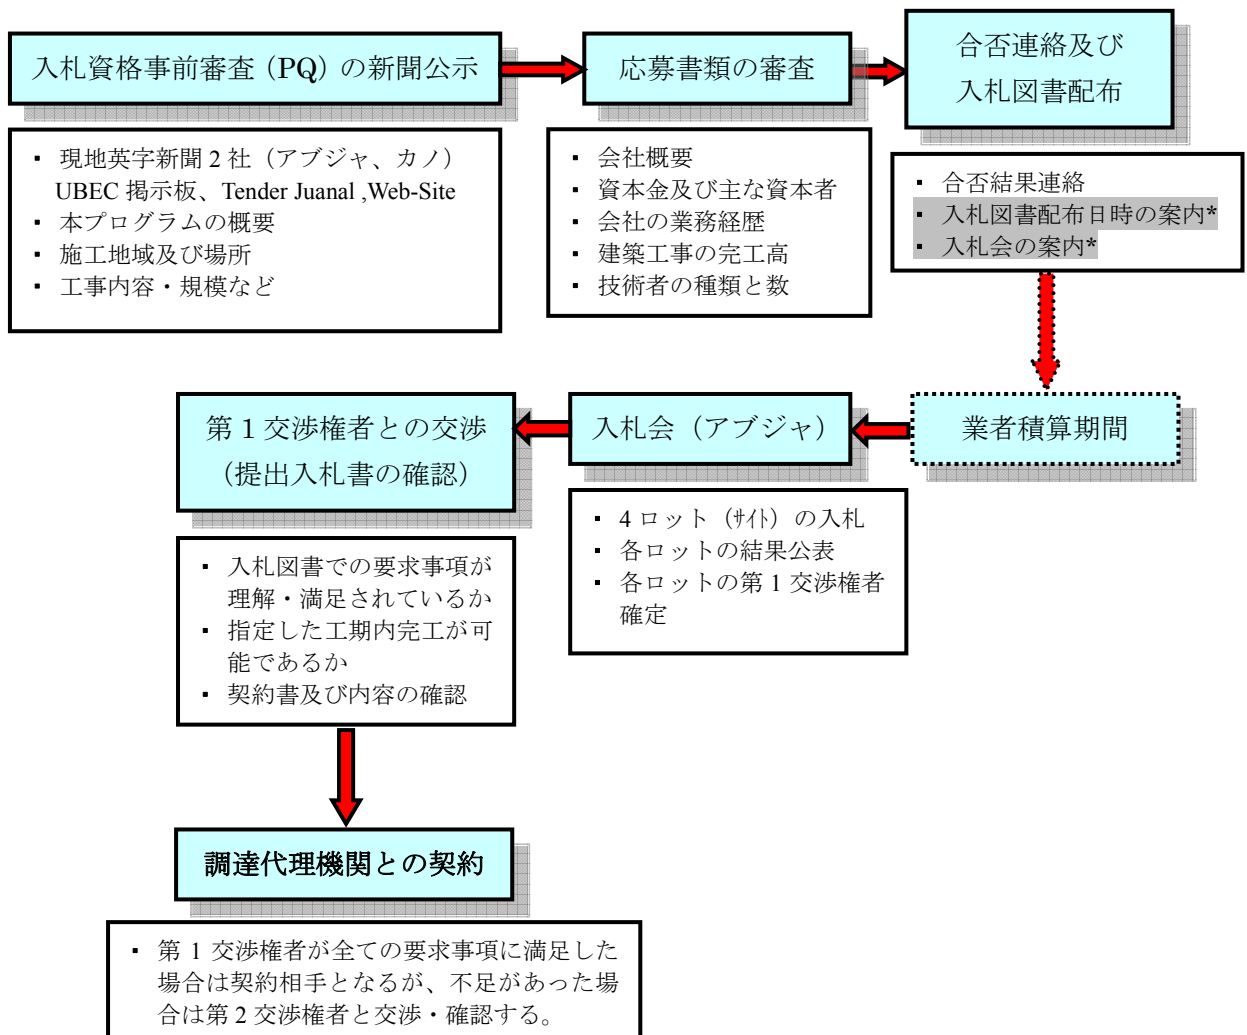 入札資格事前審査（PQ）の新聞公示
・ 現地英字新聞 2 社（アブジャ、カノ）
UBEC 掲示板、Tender Juanal ,Web-Site
・ 本プログラムの概要
・ 施工地域及び場所
・ 工事内容・規模など
応募書類の審査
・ 会社概要
・ 資本金及び主な資本者
・ 会社の業務経歴
・ 建築工事の完工高
・ 技術者の種類と数
合否連絡及び
入札図書配布
・ 合否結果連絡
・ 入札図書配布日時の案内*
・ 入札会の案内*
業者積算期間
入札会（アブジャ）
・ 4 ロット（ｻｲﾄ）の入札
・ 各ロットの結果公表
・ 各ロットの第 1 交渉権者
確定
第 1 交渉権者との交渉
（提出入札書の確認）
・ 入札図書での要求事項が
理解・満足されているか
・ 指定した工期内完工が可
能であるか
・ 契約書及び内容の確認
調達代理機関との契約
・ 第 1 交渉権者が全ての要求事項に満足した
場合は契約相手となるが、不足があった場
合は第 2 交渉権者と交渉・確認する。